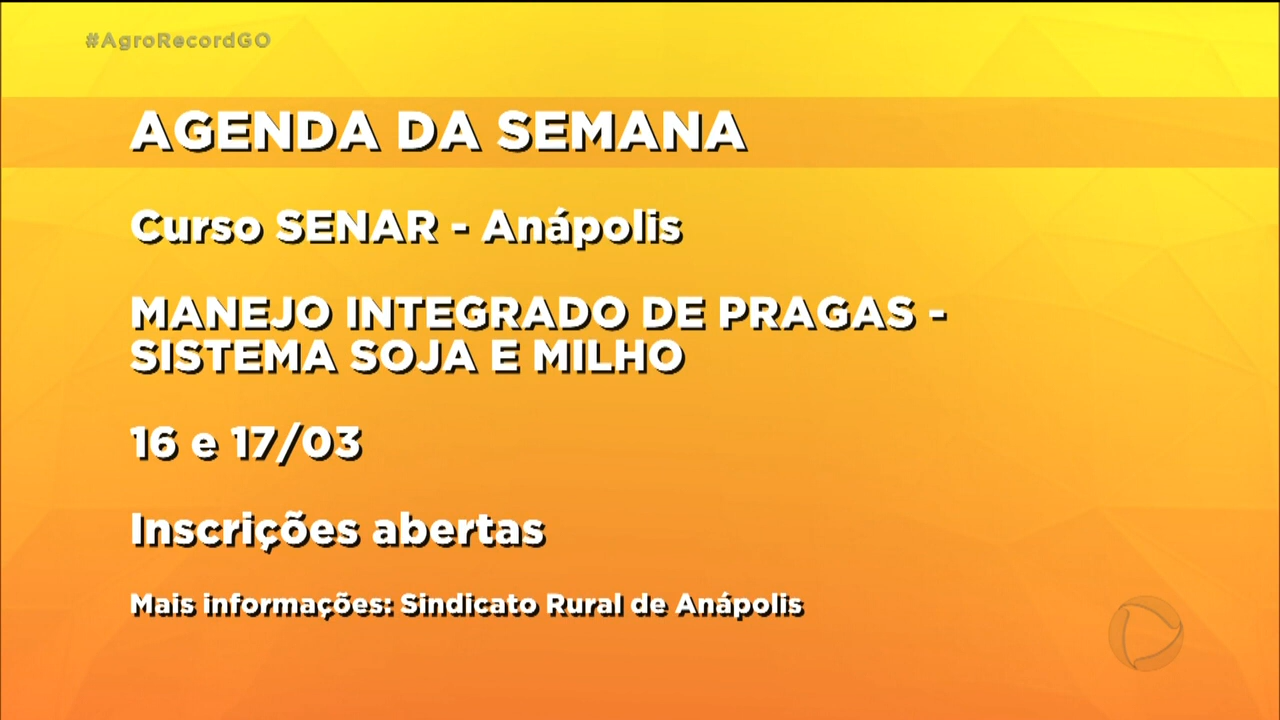 #AgroRecordGO
AGENDA DA SEMANA
Curso SENAR - Anápolis
MANEJO INTEGRADO DE PRAGAS -
SISTEMA SOJA E MILHO
16 e 17/03
Inscrições abertas
Mais informações: Sindicato Rural de Anápolis